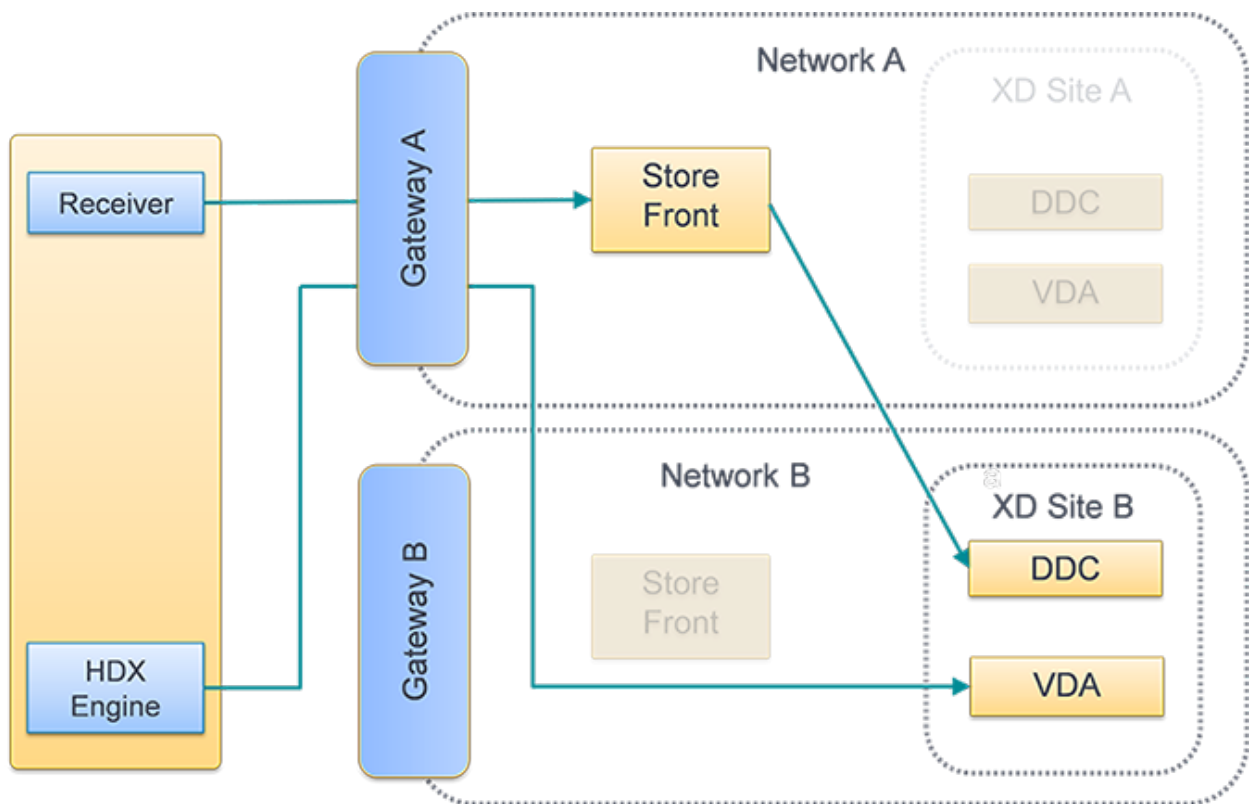 Network A
XD Site A
DDC
VDA
Gateway A
Store
Front
Receiver
HDX
Engine
Network B
XD Site B
DDC
VDA
Gateway B
Store
Front